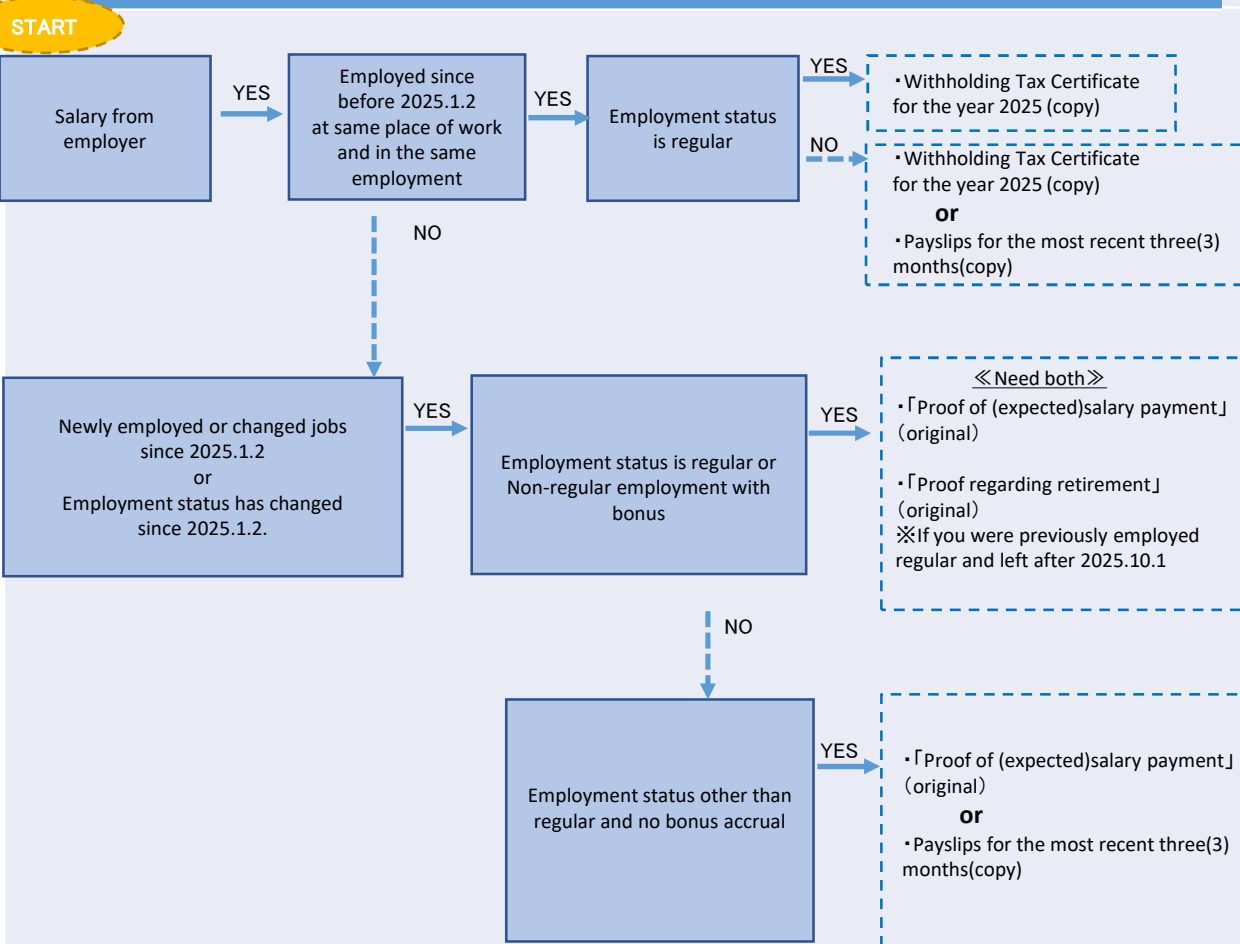 START
Salary from
employer
YES
Employed since
before 2025.1.2
at same place of work
and in the same
employment
YES
Employment status
is regular
YES
・Withholding Tax Certificate
for the year 2025 (copy)
NO
・Withholding Tax Certificate
for the year 2025 (copy)
or
・Payslips for the most recent three(3)
months(copy)
NO
Newly employed or changed jobs
since 2025.1.2
or
Employment status has changed
since 2025.1.2.
YES
Employment status is regular or
Non-regular employment with
bonus
YES
≪Need both≫
・「Proof of (expected)salary payment」
（original）
・「Proof regarding retirement」
（original）
※If you were previously employed
regular and left after 2025.10.1
NO
Employment status other than
regular and no bonus accrual
YES
・「Proof of (expected)salary payment」
（original）
or
・Payslips for the most recent three(3)
months(copy)